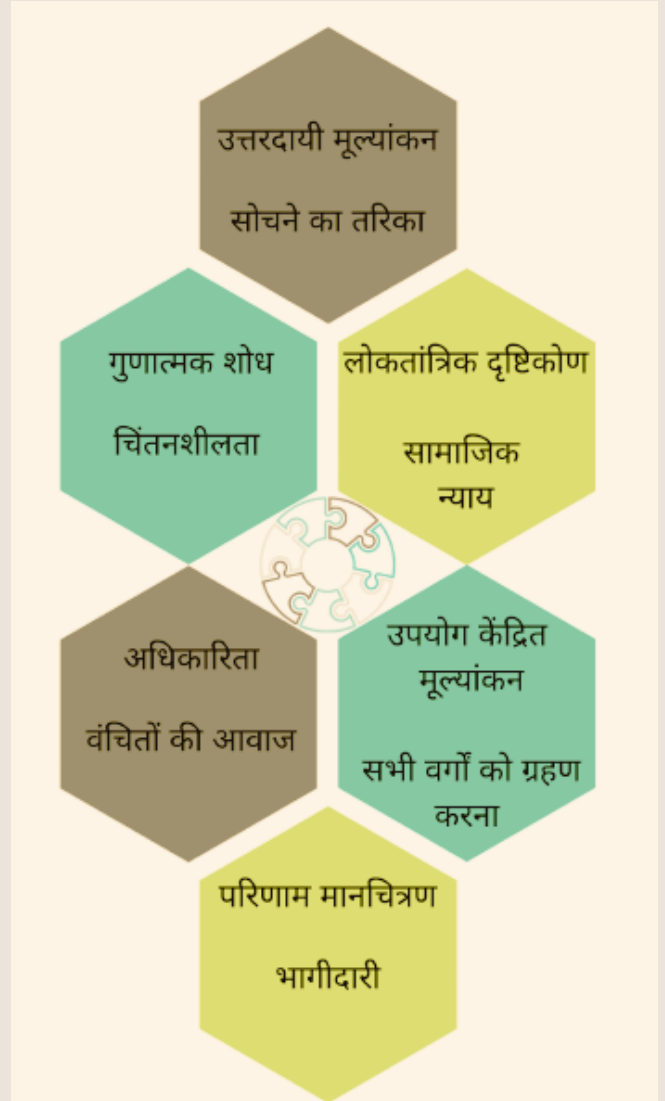 उत्तरदायी मूल्यांकन
सोचने का तरिका
गुणात्मक शोध
चिंतनशीलता
लोकतांत्रिक दृष्टिकोण
सामाजिक
न्याय
अधिकारिता
वंचितों की आवाज
उपयोग केंद्रित
मूल्यांकन
सभी वर्गों को ग्रहण
करना
परिणाम मानचित्रण
भागीदारी